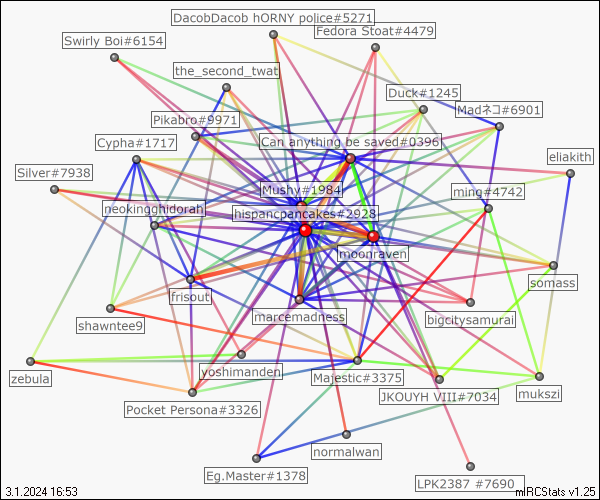 DacobDacob hORNY police#5271
Fedora Stoat#4479
Swirly Boi#6154
the_second_twat
Duck#1245
Madネコ#6901
Pikabro#9971
Can anything be saved#0396
Cypha#1717
eliakith
Silver#7938
Mushy#1984
ming#4742
neokingghidorah
hispancpancakes#2928
moonraven
somass
frisout
marcemadness
bigcitysamurai
shawntee9
yoshimanden
zebula
Majestic#3375
JKOUYH VIII#7034
mukszi
Pocket Persona#3326
normalwan
Eg.Master#1378
LPK2387 #7690
3.1.2024 16:53
mIRCStats v1.25